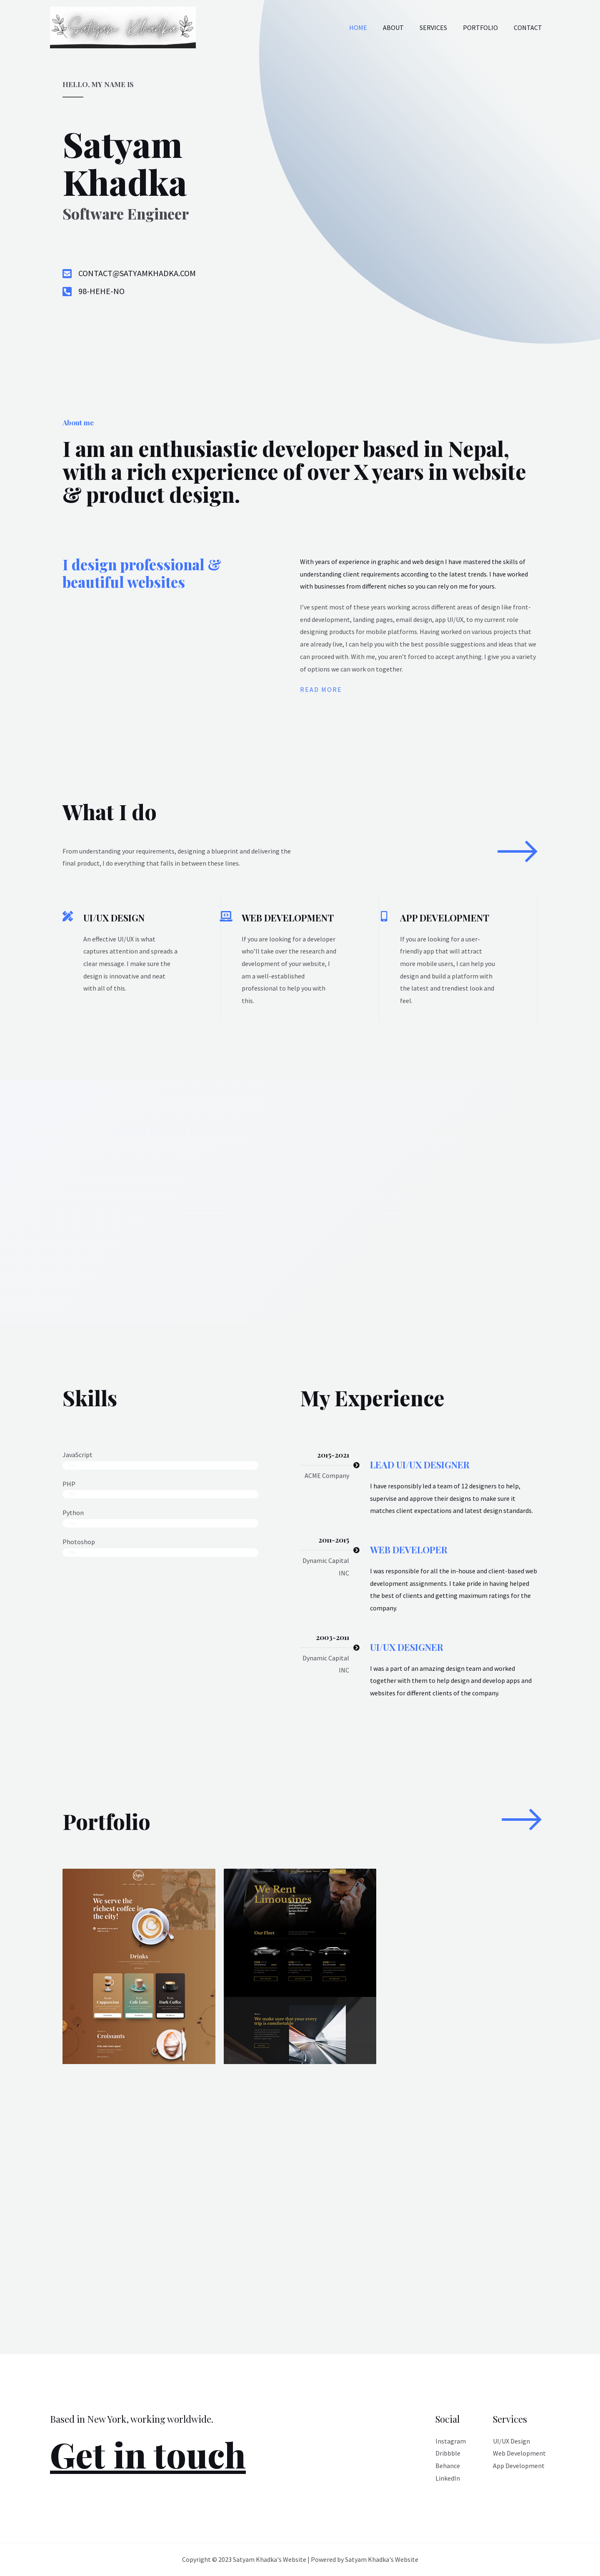 Satyam Khadka
HOME ABOUT SERVICES PORTFOLIO CONTACT
HELLO, MY NAME IS
Satyam
Khadka
Software Engineer
CONTACT@SATYAMKHADKA.COM
98-HEHE-NO
About me
I am an enthusiastic developer based in Nepal,
with a rich experience of over X years in website
& product design.
I design professional &
beautiful websites
With years of experience in graphic and web design I have mastered the skills of
understanding client requirements according to the latest trends. I have worked
with businesses from different niches so you can rely on me for yours.
I've spent most of these years working across different areas of design like front-
end development, landing pages, email design, app UI/UX, to my current role
designing products for mobile platforms. Having worked on various projects that
are already live, I can help you with the best possible suggestions and ideas that we
can proceed with. With me, you aren't forced to accept anything. I give you a variety
of options we can work on together.
READ MORE
What I do
From understanding your requirements, designing a blueprint and delivering the
final product, I do everything that falls in between these lines.
UI/UX DESIGN
An effective UI/UX is what
captures attention and spreads a
clear message. I make sure the
design is innovative and neat
with all of this.
WEB DEVELOPMENT
If you are looking for a developer
who'll take over the research and
development of your website, I
am a well-established
professional to help you with
this.
APP DEVELOPMENT
If you are looking for a user-
friendly app that will attract
more mobile users, I can help you
design and build a platform with
the latest and trendiest look and
feel.
Skills
JavaScript
PHP
Python
Photoshop
My Experience
2015-2021
ACME Company
LEAD UI/UX DESIGNER
I have responsibly led a team of 12 designers to help,
supervise and approve their designs to make sure it
matches client expectations and latest design standards.
2011-2015
Dynamic Capital
INC
WEB DEVELOPER
I was responsible for all the in-house and client-based web
development assignments. I take pride in having helped
the best of clients and getting maximum ratings for the
company.
2003-2011
Dynamic Capital
INC
UI/UX DESIGNER
I was a part of an amazing design team and worked
together with them to help design and develop apps and
websites for different clients of the company.
Portfolio
We serve the
richest coffee in
the city!
Drinks
Cappuccino
Cafe Latte
Dark Coffee
Croissants
We Rent
Limousines
Our Fleet
We make sure that your every
trip is comfortable
Based in New York, working worldwide.
Get in touch
Social
Instagram
Dribbble
Behance
LinkedIn
Services
UI/UX Design
Web Development
App Development
Copyright © 2023 Satyam Khadka's Website | Powered by Satyam Khadka's Website